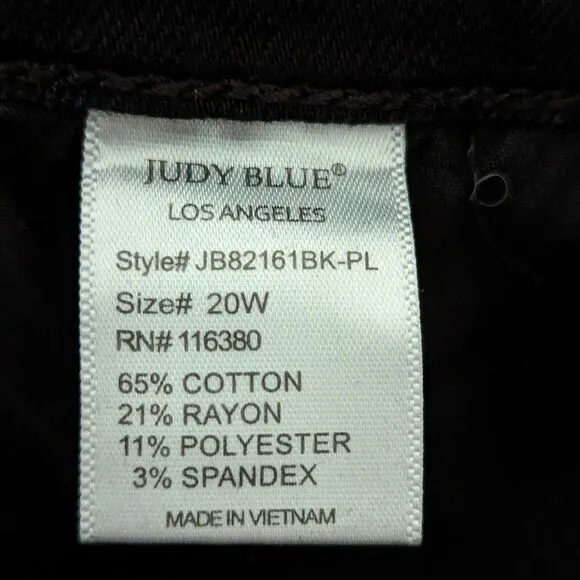 JUDY BLUE®
LOS ANGELES
Style# JB82161BK-PL
Size# 20W
RN# 116380
65% COTTON
21% RAYON
11% POLYESTER
3% SPANDEX
MADE IN VIETNAM